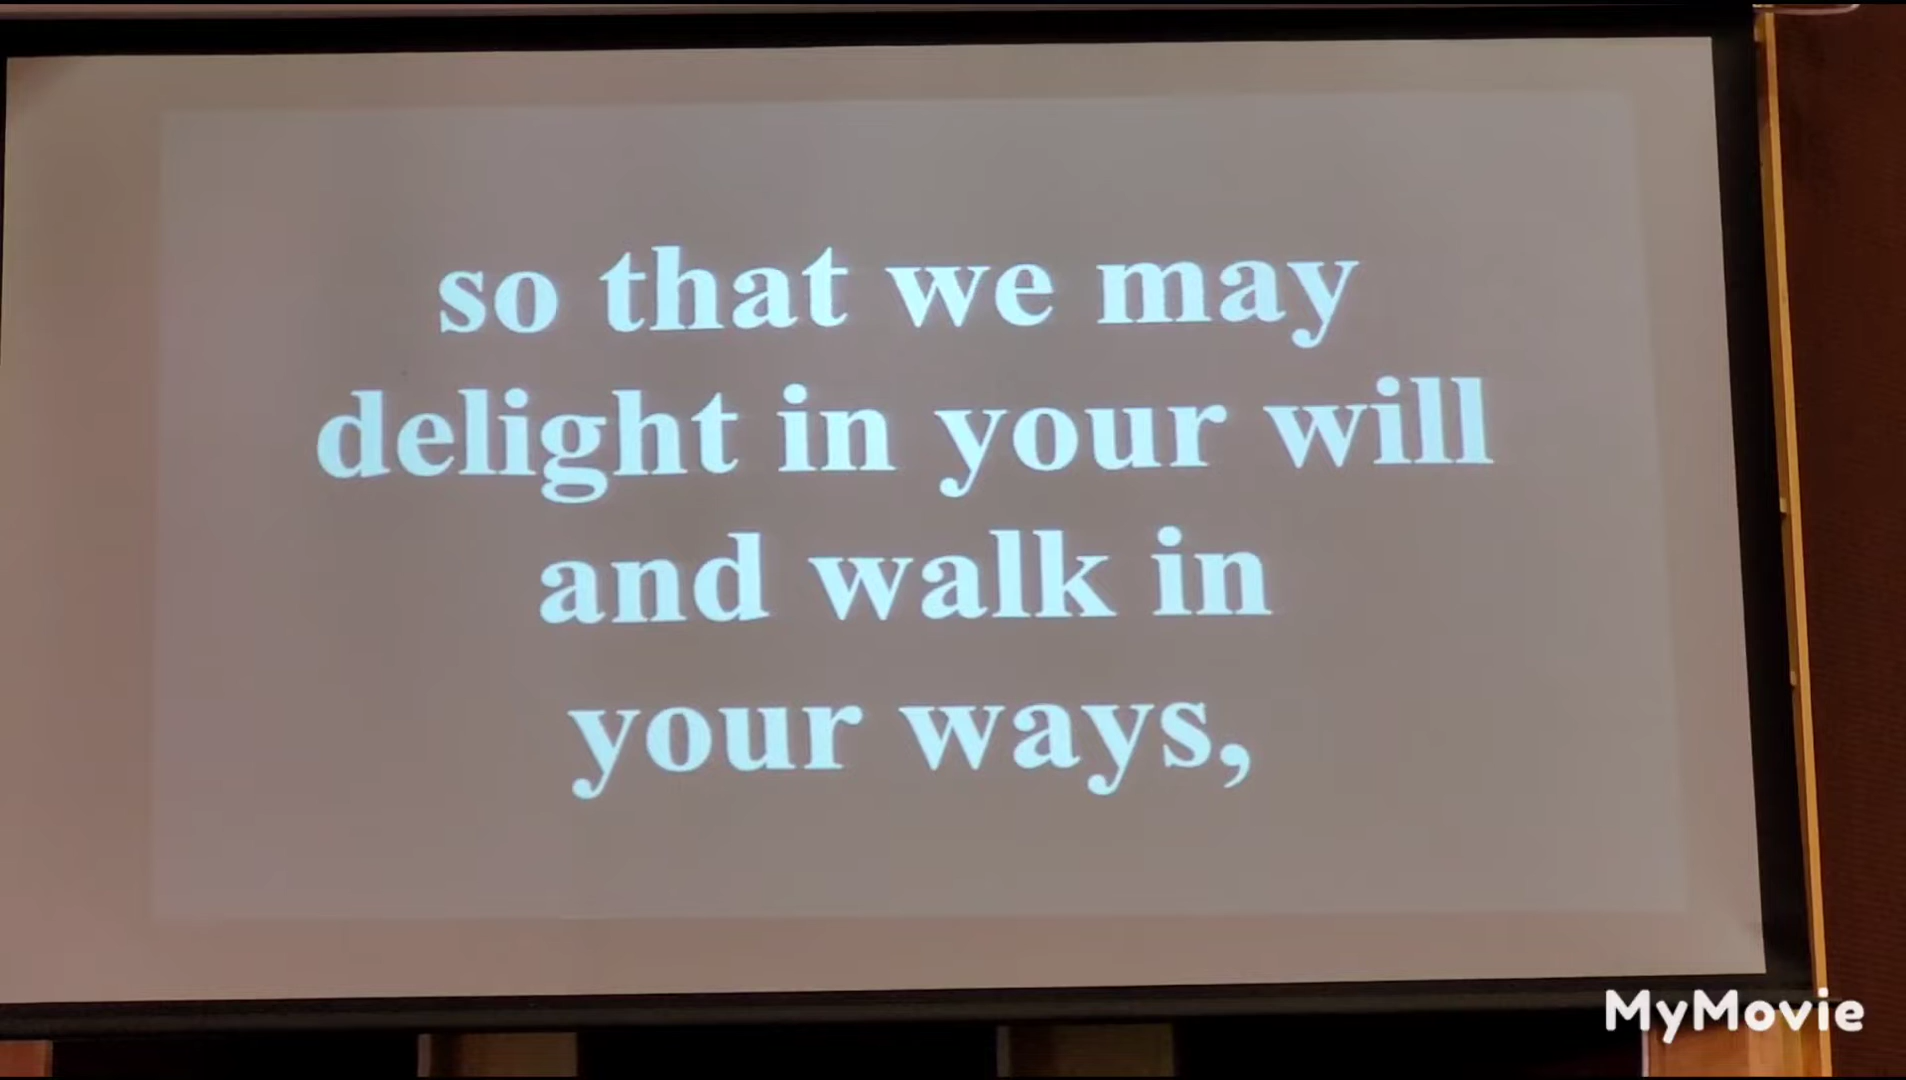 so that we may
delight in your will
and walk in
your ways,
MyMovie